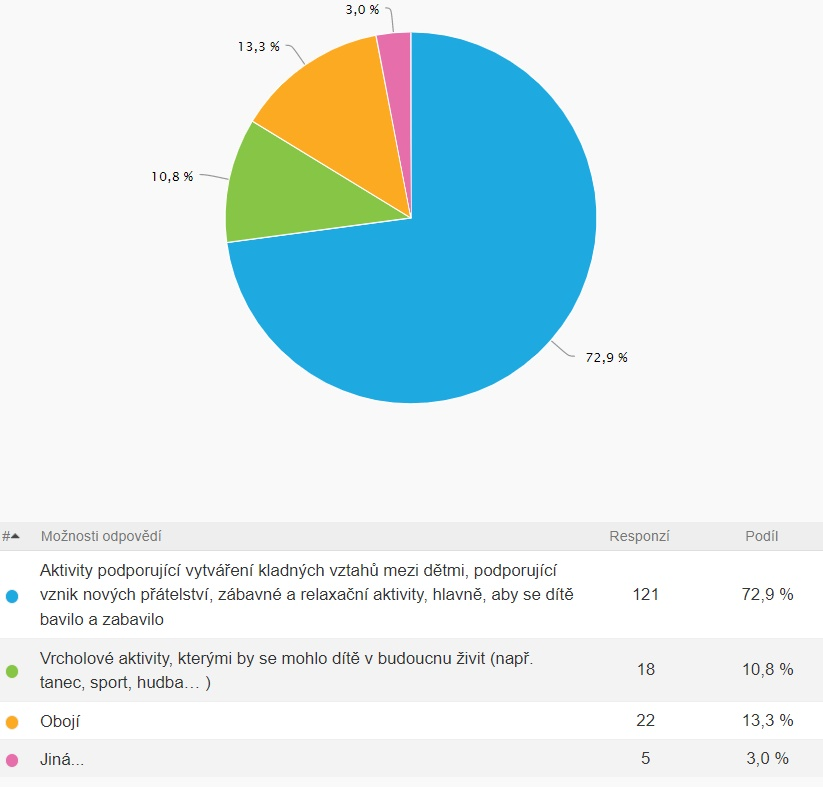 3,0 %
13,3 %
10,8 %
72,9 %
# Možnosti odpovědí Responzí Podíl
Aktivity podporující vytváření kladných vztahů mezi dětmi, podporující
vznik nových přátelství, zábavné a relaxační aktivity, hlavně, aby se dítě
bavilo a zabavilo
121 72,9 %
Vrcholové aktivity, kterými by se mohlo dítě v budoucnu živit (např.
tanec, sport, hudba… )
18 10,8 %
Obojí 22 13,3 %
Jiná... 5 3,0 %